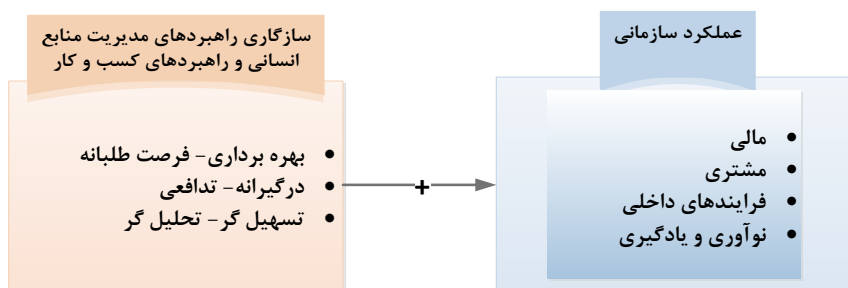 سازگاری راهبردهای مدیریت منابع
انسانی و راهبردهای کسب و کار
• بهره برداری- فرصت طلبانه
• درگیرانه- تدافعی
• تسهیل گر- تحلیل گر
+
عملکرد سازمانی
• مالی
• مشتری
• فرایندهای داخلی
• نوآوری و یادگیری